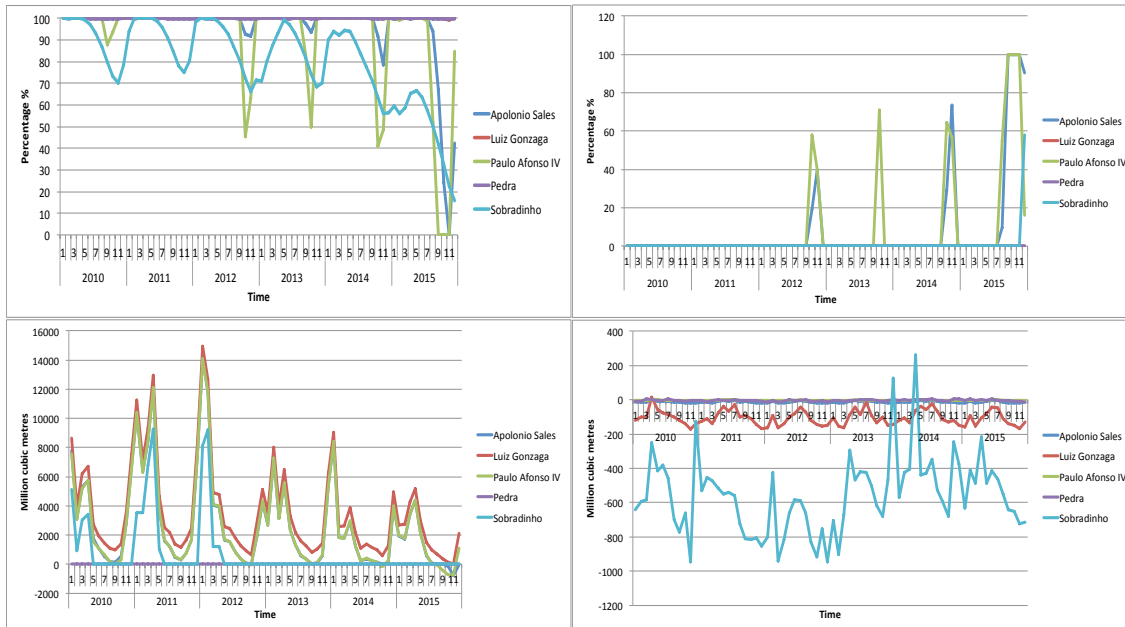 100
90
80
70
60
50
40
30
20
10
0
Percentage %
1 3 5 7 9 11 1 3 5 7 9 11 1 3 5 7 9 11 1 3 5 7 9 11 1 3 5 7 9 11 1 3 5 7 9 11
2010 2011 2012 2013 2014 2015
Time
Apolonio Sales
Luiz Gonzaga
Paulo Afonso IV
Pedra
Sobradinho
120
100
80
60
40
20
0
Percentage %
1 3 5 7 9 11 1 3 5 7 9 11 1 3 5 7 9 11 1 3 5 7 9 11 1 3 5 7 9 11 1 3 5 7 9 11
2010 2011 2012 2013 2014 2015
Time
Apolonio Sales
Luiz Gonzaga
Paulo Afonso IV
Pedra
Sobradinho
16000
14000
12000
10000
8000
6000
4000
2000
0
-2000
Million cubic metres
1 3 5 7 9 11 1 3 5 7 9 11 1 3 5 7 9 11 1 3 5 7 9 11 1 3 5 7 9 11 1 3 5 7 9 11
2010 2011 2012 2013 2014 2015
Time
Apolonio Sales
Luiz Gonzaga
Paulo Afonso IV
Pedra
Sobradinho
400
200
0
-200
-400
-600
-800
-1000
-1200
Million cubic metres
1 3 5 7 9 11 1 3 5 7 9 11 1 3 5 7 9 11 1 3 5 7 9 11 1 3 5 7 9 11 1 3 5 7 9 11
2010 2011 2012 2013 2014 2015
Time
Apolonio Sales
Luiz Gonzaga
Paulo Afonso IV
Pedra
Sobradinho